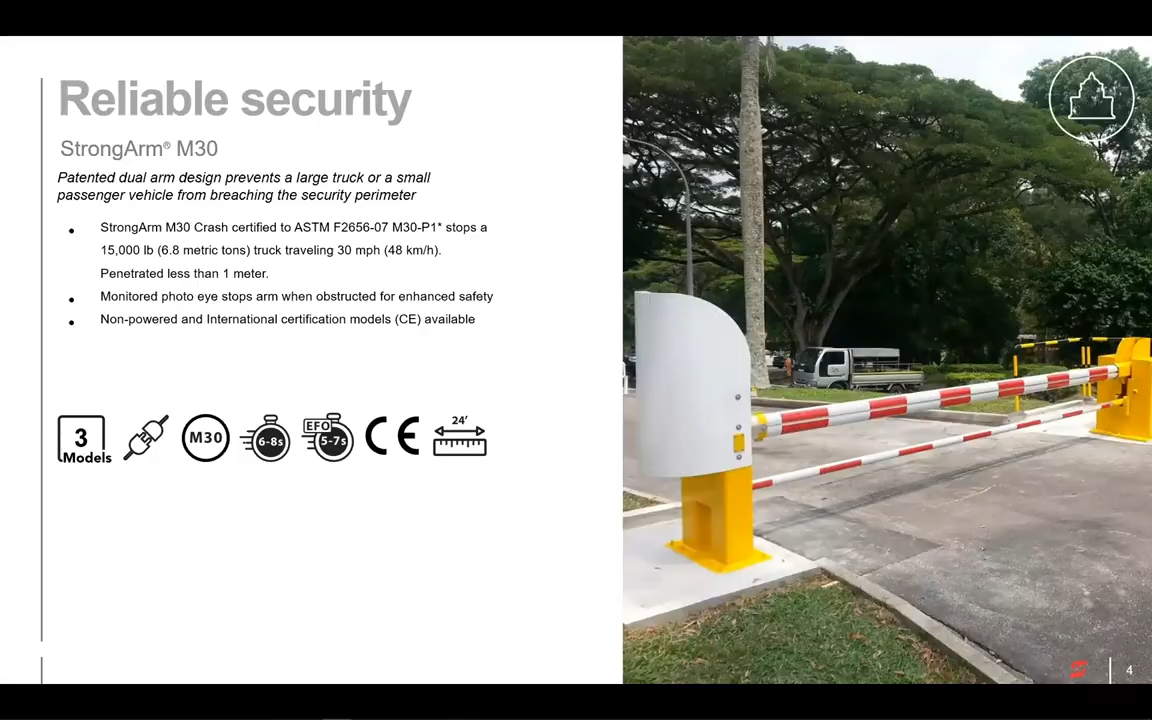 Reliable security
StrongArm® M30
Patented dual arm design prevents a large truck or a small
passenger vehicle from breaching the security perimeter
• StrongArm M30 Crash certified to ASTM F2656-07 M30-P1* stops a
15,000 lb (6.8 metric tons) truck traveling 30 mph (48 km/h).
Penetrated less than 1 meter.
• Monitored photo eye stops arm when obstructed for enhanced safety
• Non-powered and International certification models (CE) available
3
Models
M30
6-8s
EFO
5-7s
CE
24'
4